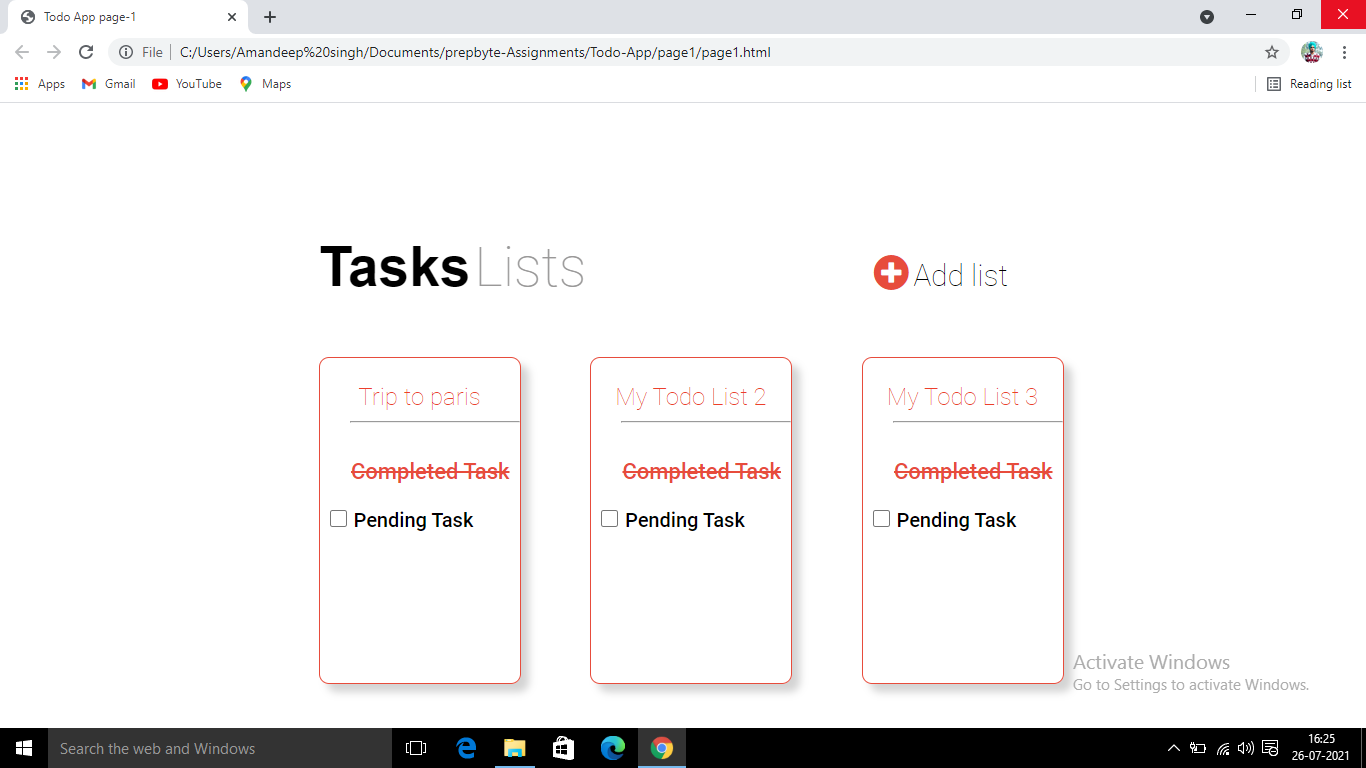 Todo App page-1
File C:/Users/Amandeep%20singh/Documents/prepbyte-Assignments/Todo-App/page1/page1.html
Apps Gmail YouTube Maps Reading list
Tasks Lists Add list
Trip to paris My Todo List 2 My Todo List 3
Completed Task Completed Task Completed Task
Pending Task Pending Task Pending Task
Activate Windows
Go to Settings to activate Windows.
Search the web and Windows
16:25
26-07-2021